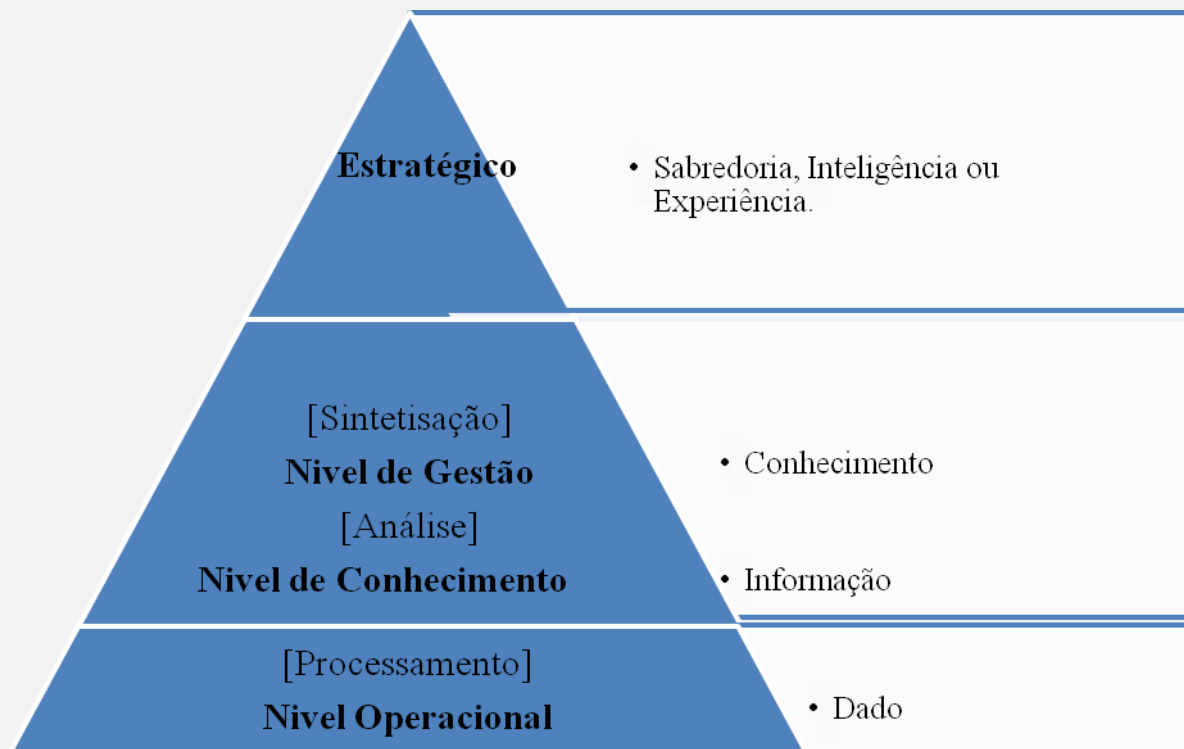 Estratégico
• Sabredoria, Inteligência ou
Experiência.
[Sintetisação]
Nivel de Gestão
[Análise]
Nivel de Conhecimento
• Conhecimento
• Informação
[Processamento]
Nivel Operacional
• Dado